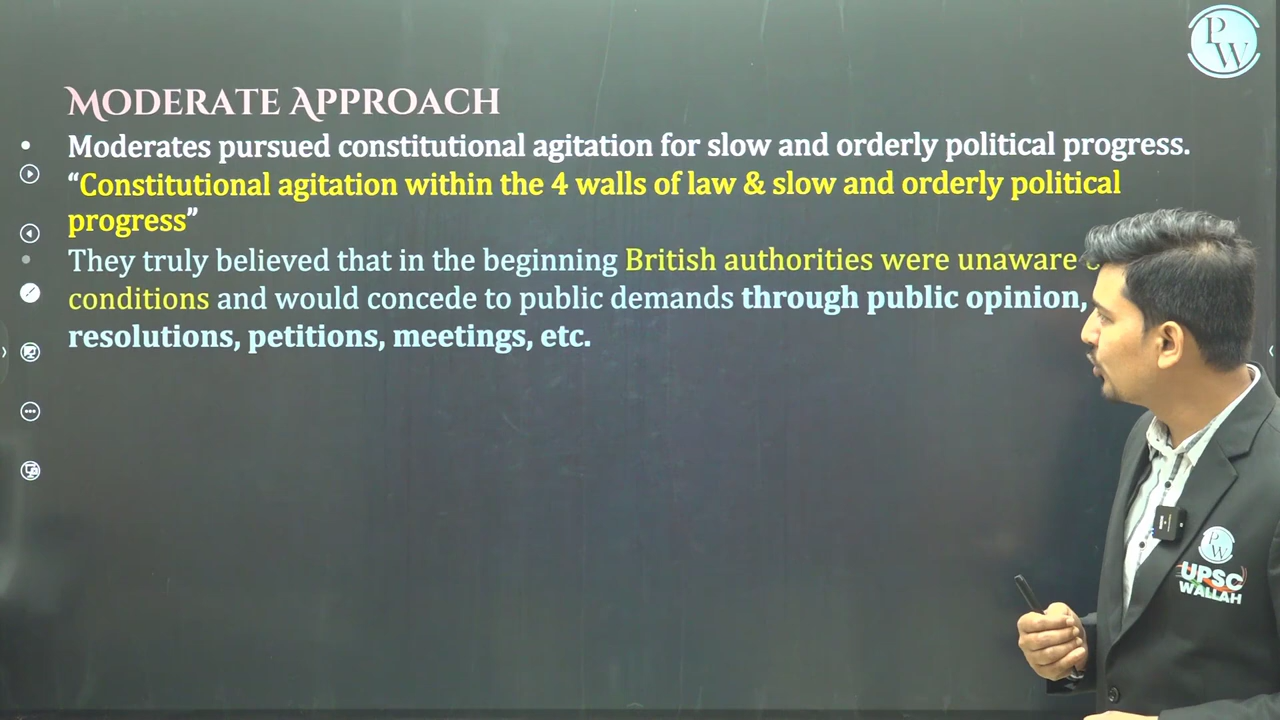 PW
MODERATE APPROACH
• Moderates pursued constitutional agitation for slow and orderly political progress.
“Constitutional agitation within the 4 walls of law & slow and orderly political
progress”
• They truly believed that in the beginning British authorities were unaware
conditions and would concede to public demands through public opinion,
resolutions, petitions, meetings, etc.
PW
UPSC
WALLAH